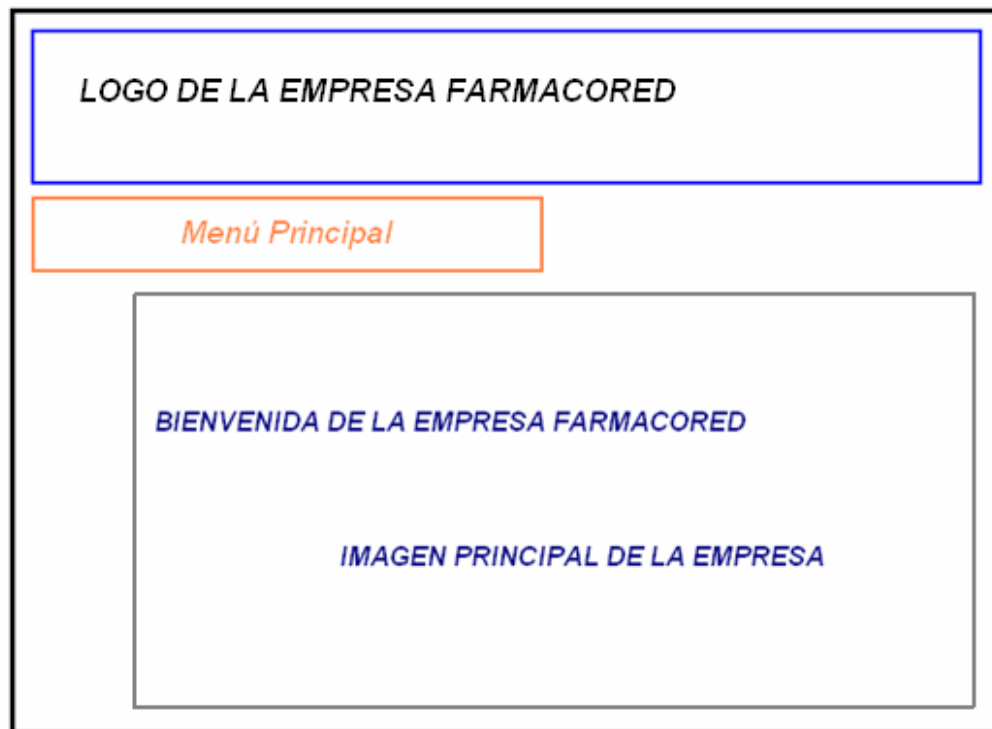 LOGO DE LA EMPRESA FARMACORED
Menú Principal
BIENVENIDA DE LA EMPRESA FARMACORED
IMAGEN PRINCIPAL DE LA EMPRESA